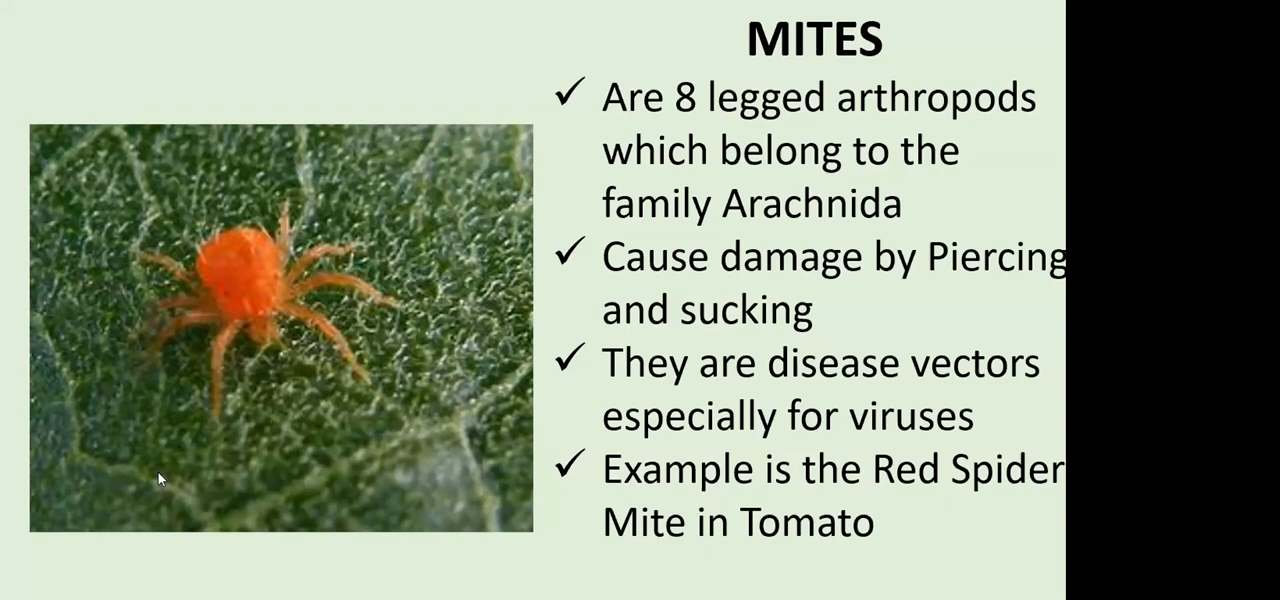 MITES
✓ Are 8 legged arthropods
which belong to the
family Arachnida
✓ Cause damage by Piercing
and sucking
✓ They are disease vectors
especially for viruses
✓ Example is the Red Spider
Mite in Tomato